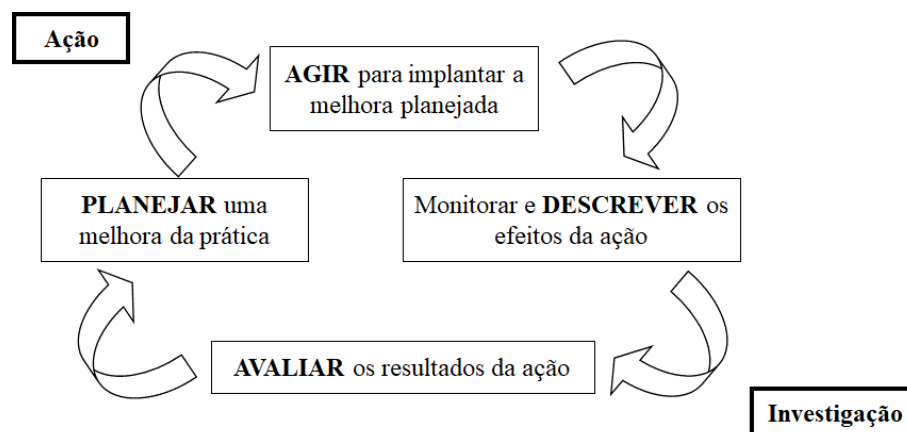 Ação
AGIR para implantar a
melhora planejada
PLANEJAR uma
melhora da prática
Monitorar e DESCREVER os
efeitos da ação
AVALIAR os resultados da ação
Investigação